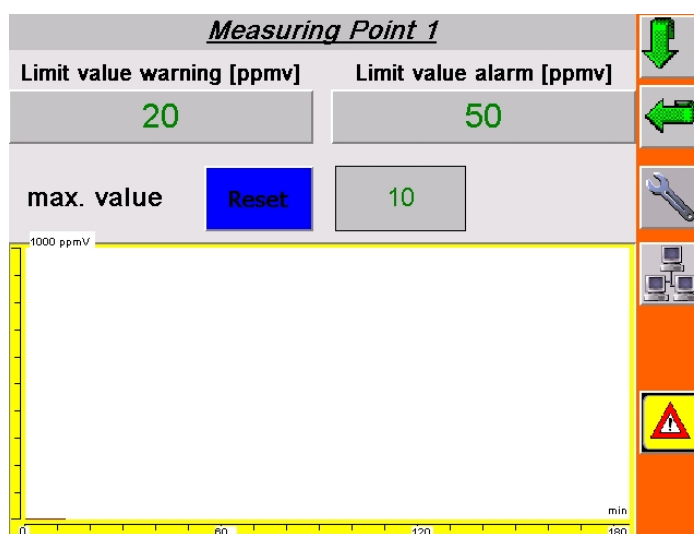 Measuring Point 1
Limit value warning [ppmv] Limit value alarm [ppmv]
20 50
max. value Reset 10
1000 ppmV
min
0 60 120 180